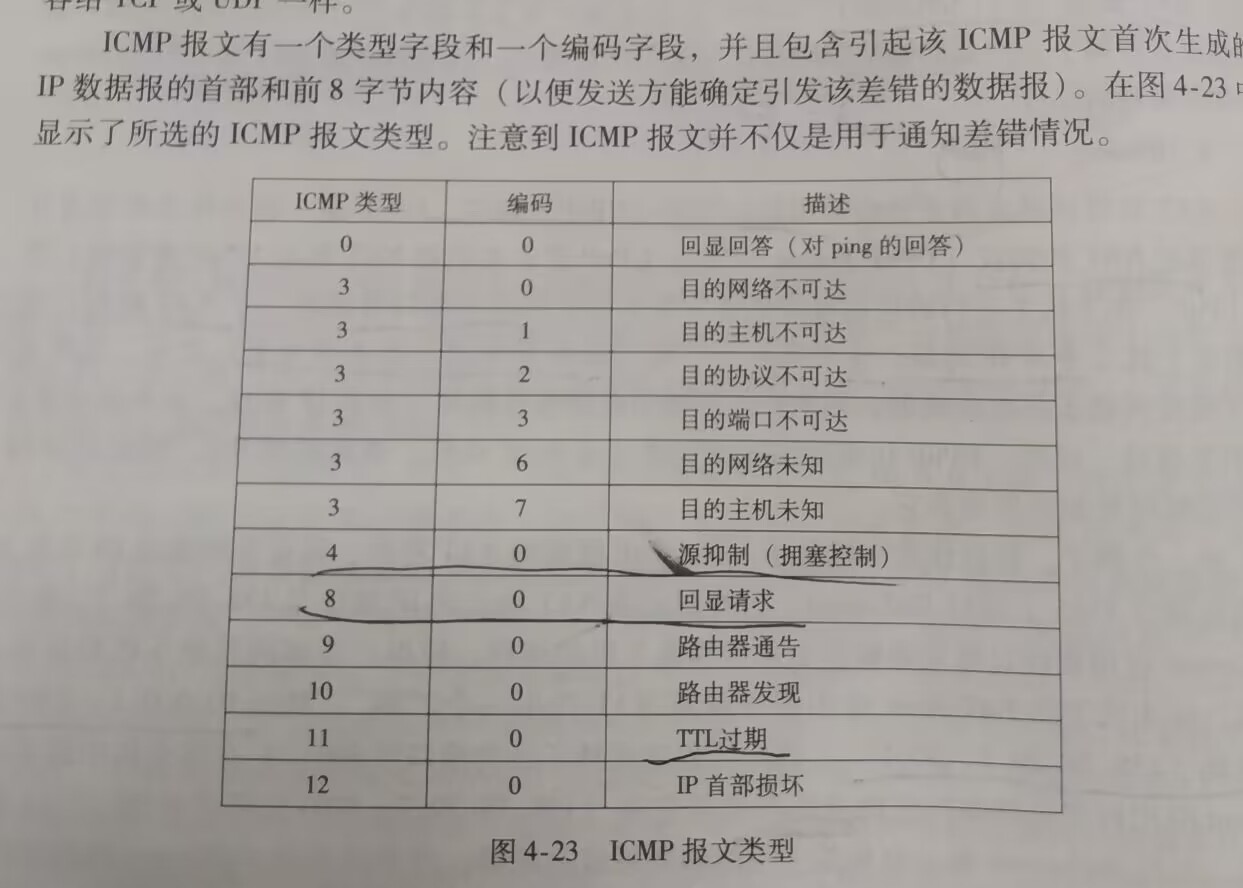 容给 TCP 或 UDP 一样。
ICMP 报文有一个类型字段和一个编码字段，并且包含引起该 ICMP 报文首次生成的
IP 数据报的首部和前 8 字节内容（以便发送方能确定引发该差错的数据报）。在图 4-23 中
显示了所选的 ICMP 报文类型。注意到 ICMP 报文并不仅是用于通知差错情况。
ICMP 类型 编码 描述
0 0 回显回答（对 ping 的回答）
3 0 目的网络不可达
3 1 目的主机不可达
3 2 目的协议不可达
3 3 目的端口不可达
3 6 目的网络未知
3 7 目的主机未知
4 0 源抑制（拥塞控制）
8 0 回显请求
9 0 路由器通告
10 0 路由器发现
11 0 TTL过期
12 0 IP 首部损坏
图 4-23 ICMP 报文类型